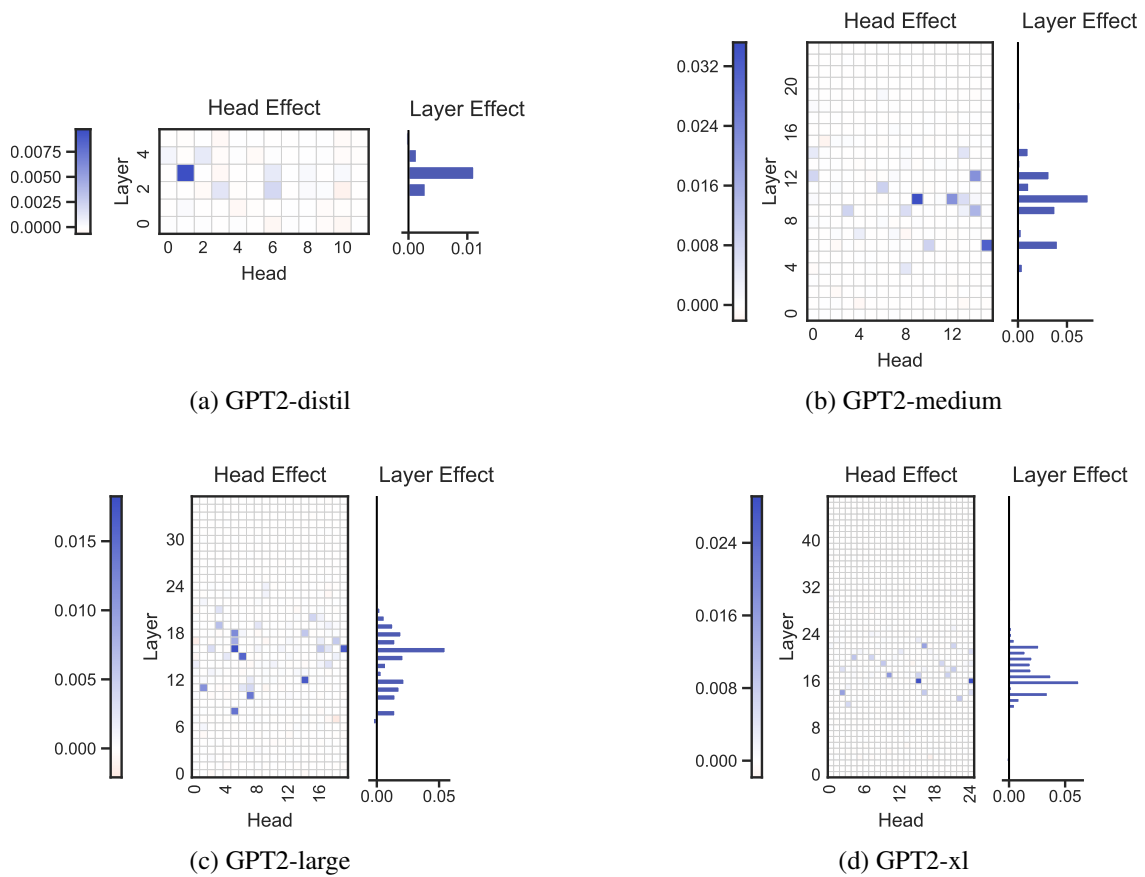 Head Effect
Layer Effect
0.0075
0.0050
0.0025
0.0000
Layer
4
2
0
0 2 4 6 8 10
Head
0.00 0.01
(a) GPT2-distil
Head Effect
Layer Effect
0.032
0.024
0.016
0.008
0.000
Layer
20
16
12
8
4
0
0 4 8 12
Head
0.00 0.05
(b) GPT2-medium
Head Effect
Layer Effect
0.015
0.010
0.005
0.000
Layer
30
24
18
12
6
0
0 4 8 12 16
Head
0.00 0.05
(c) GPT2-large
Head Effect
Layer Effect
0.024
0.016
0.008
0.000
Layer
40
32
24
16
8
0
0 6 12 18 24
Head
0.00 0.05
(d) GPT2-xl